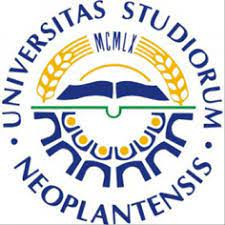 UNIVERSITAS STUDIORUM
MCMLX
· NEOPLANTENSIS ·